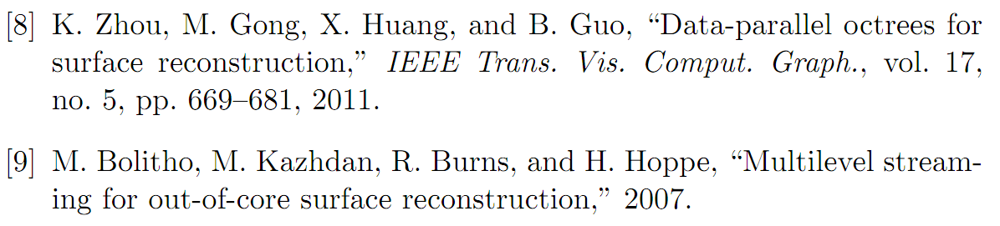 [8] K. Zhou, M. Gong, X. Huang, and B. Guo, “Data-parallel octrees for
surface reconstruction,” IEEE Trans. Vis. Comput. Graph., vol. 17,
no. 5, pp. 669–681, 2011.
[9] M. Bolitho, M. Kazhdan, R. Burns, and H. Hoppe, “Multilevel stream-
ing for out-of-core surface reconstruction,” 2007.